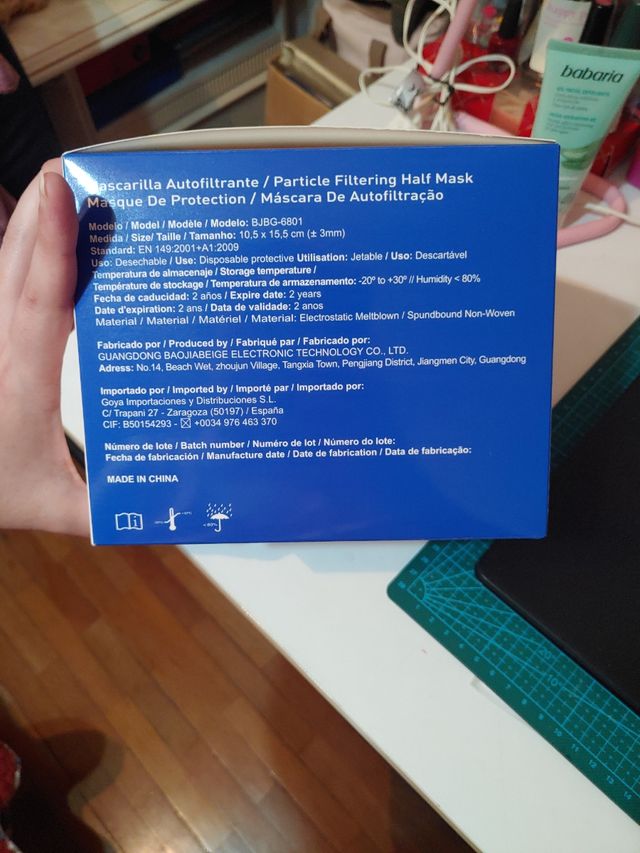 babaria
Mascarilla Autofiltrante / Particle Filtering Half Mask
Masque De Protection / Máscara De Autofiltração
Modelo / Model / Modèle / Modelo: BJBG-6801
Medida / Size/ Taille / Tamanho: 10,5 x 15,5 cm (± 3mm)
Standard: EN 149:2001+A1:2009
Uso: Desechable / Use: Disposable protective Utilisation: Jetable / Uso: Descartável
Temperatura de almacenaje / Storage temperature /
Température de stockage / Temperatura de armazenamento: -20º to +30º // Humidity < 80%
Fecha de caducidad: 2 años / Expire date: 2 years
Date d'expiration: 2 ans / Data de validade: 2 anos
Material / Material / Matériel / Material: Electrostatic Meltblown / Spundbound Non-Woven
Fabricado por / Produced by / Fabriqué par / Fabricado por:
GUANGDONG BAOJIABEIGE ELECTRONIC TECHNOLOGY CO., LTD.
Adress: No.14, Beach Wet, zhoujun Village, Tangxia Town, Pengjiang District, Jiangmen City, Guangdong
Importado por / Imported by / Importé par / Importado por:
Goya Importaciones y Distribuciones S.L.
C/ Trapani 27 - Zaragoza (50197) / España
CIF: B50154293 - +0034 976 463 370
Número de lote / Batch number / Numéro de lot / Número do lote:
Fecha de fabricación / Manufacture date / Date de fabrication / Data de fabricação:
MADE IN CHINA
< 80%